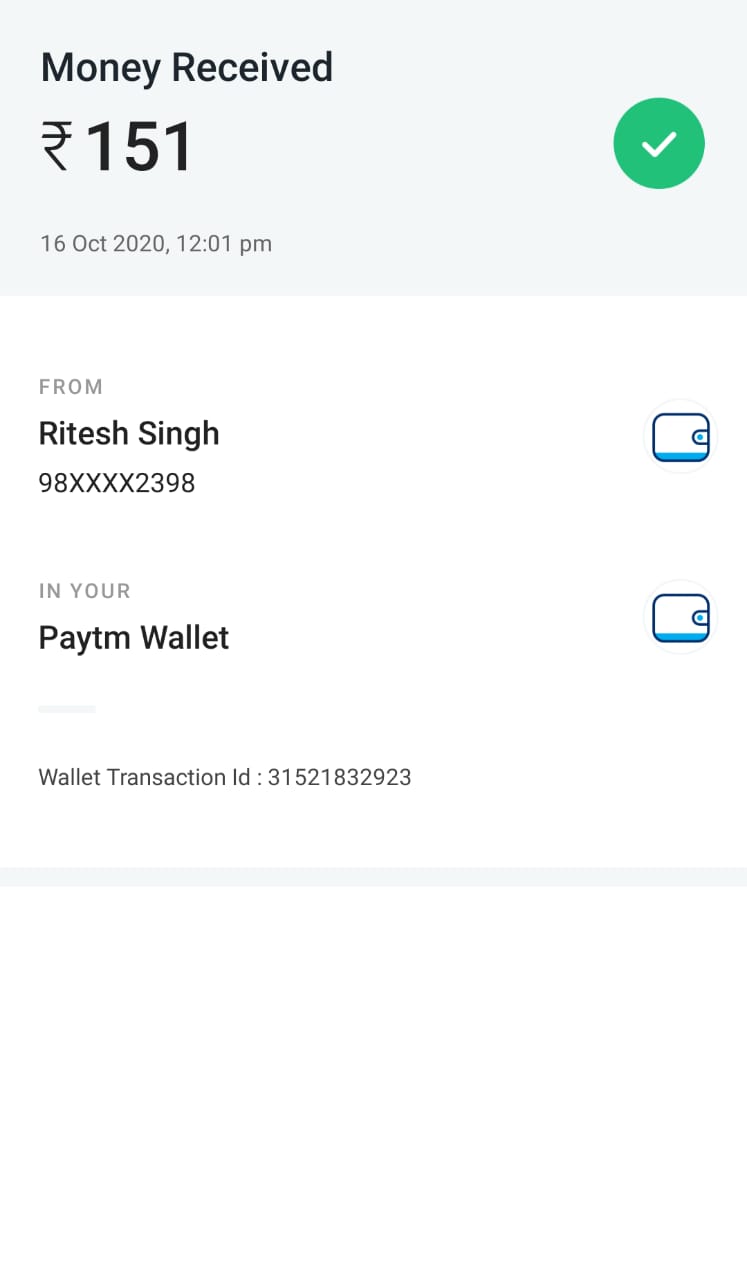 Money Received
₹151
16 Oct 2020, 12:01 pm
FROM
Ritesh Singh
98XXXX2398
IN YOUR
Paytm Wallet
Wallet Transaction Id : 31521832923